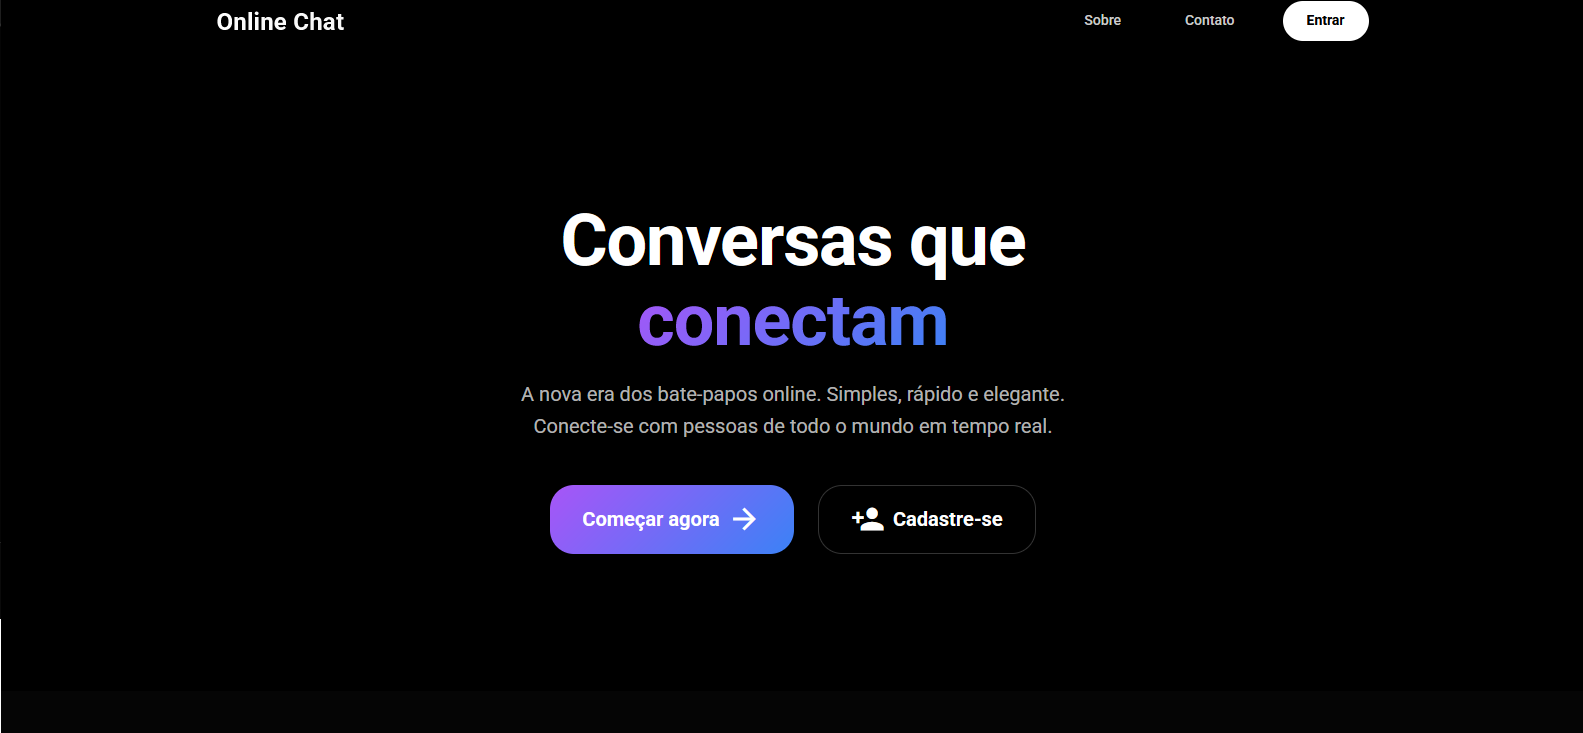 Online Chat
Sobre
Contato
Entrar
Conversas que
conectam
A nova era dos bate-papos online. Simples, rápido e elegante.
Conecte-se com pessoas de todo o mundo em tempo real.
Começar agora
Cadastre-se